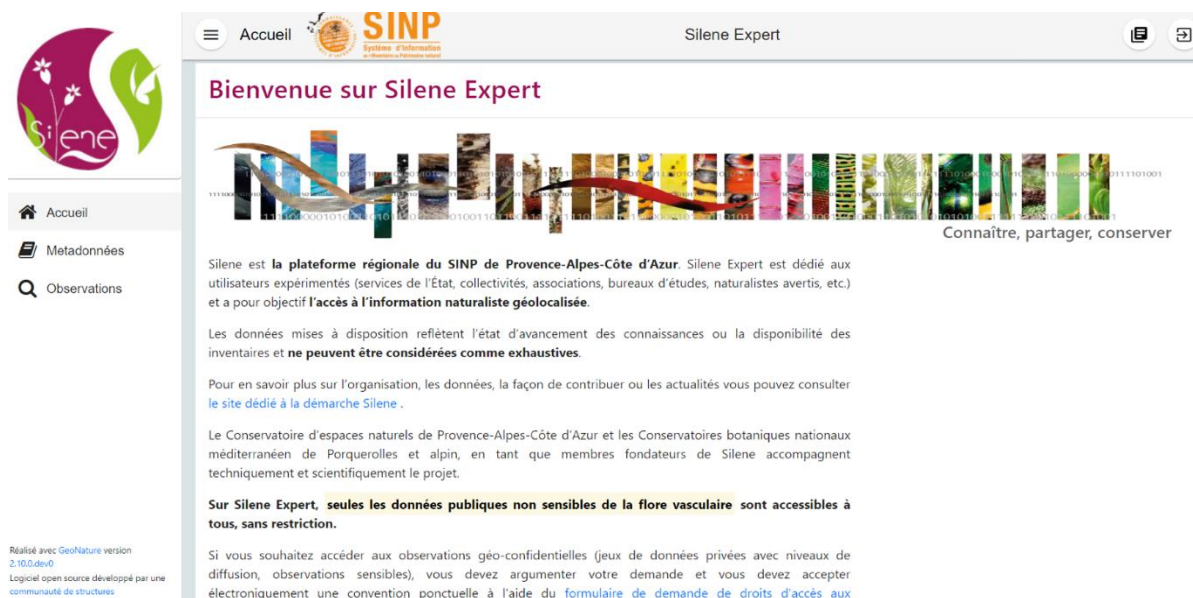 Silene
Accueil
Metadonnées
Observations
Réalisé avec GeoNature version
2.10.0.dev0
Logiciel open source développé par une
communauté de structures
Accueil
SINP
Système d'Information
Silene Expert
Bienvenue sur Silene Expert
Connaître, partager, conserver
Silene est la plateforme régionale du SINP de Provence-Alpes-Côte d'Azur. Silene Expert est dédié aux
utilisateurs expérimentés (services de l'État, collectivités, associations, bureaux d'études, naturalistes avertis, etc.)
et a pour objectif l'accès à l'information naturaliste géolocalisée.
Les données mises à disposition reflètent l'état d'avancement des connaissances ou la disponibilité des
inventaires et ne peuvent être considérées comme exhaustives.
Pour en savoir plus sur l'organisation, les données, la façon de contribuer ou les actualités vous pouvez consulter
le site dédié à la démarche Silene .
Le Conservatoire d'espaces naturels de Provence-Alpes-Côte d'Azur et les Conservatoires botaniques nationaux
méditerranéen de Porquerolles et alpin, en tant que membres fondateurs de Silene accompagnent
techniquement et scientifiquement le projet.
Sur Silene Expert, seules les données publiques non sensibles de la flore vasculaire sont accessibles à
tous, sans restriction.
Si vous souhaitez accéder aux observations géo-confidentielles (jeux de données privées avec niveaux de
diffusion, observations sensibles), vous devez argumenter votre demande et vous devez accepter
électroniquement une convention ponctuelle à l'aide du formulaire de demande de droits d'accès aux